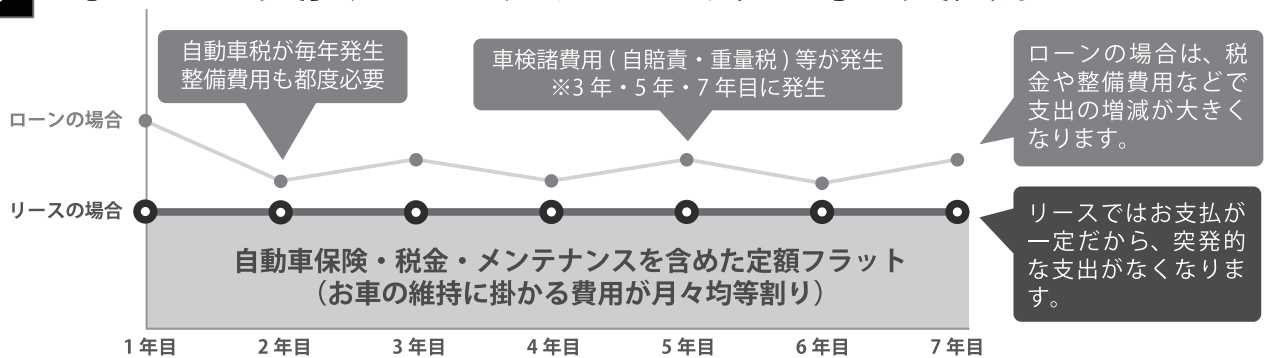 自動車税が毎年発生
整備費用も都度必要
車検諸費用 ( 自賠責・重量税 ) 等が発生
※3 年・5 年・7 年目に発生
ローンの場合は、税
金や整備費用などで
支出の増減が大きく
なります。
ローンの場合
リースの場合
リースではお支払が
一定だから、突発的
な支出がなくなりま
す。
自動車保険・税金・メンテナンスを含めた定額フラット
（お車の維持に掛かる費用が月々均等割り）
1 年目 2 年目 3 年目 4 年目 5 年目 6 年目 7 年目